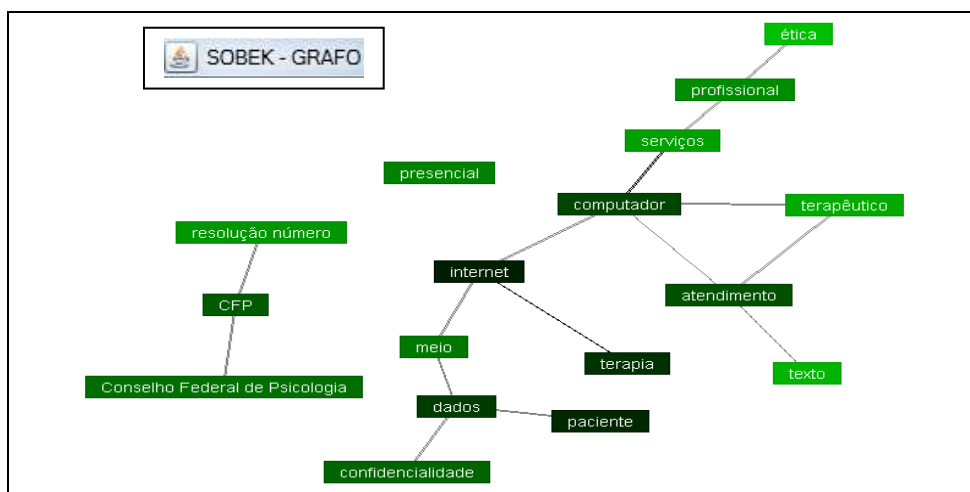 SOBEK - GRAFO
ética
profissional
serviços
presencial
computador
terapêutico
resolução número
internet
atendimento
CFP
meio
terapia
texto
Conselho Federal de Psicologia
dados
paciente
confidencialidade